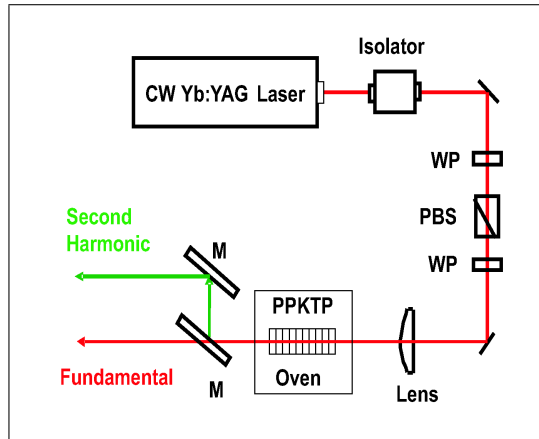 Isolator
CW Yb:YAG Laser
WP
PBS
WP
Second
Harmonic
M
PPKTP
Oven
Fundamental
M
Lens